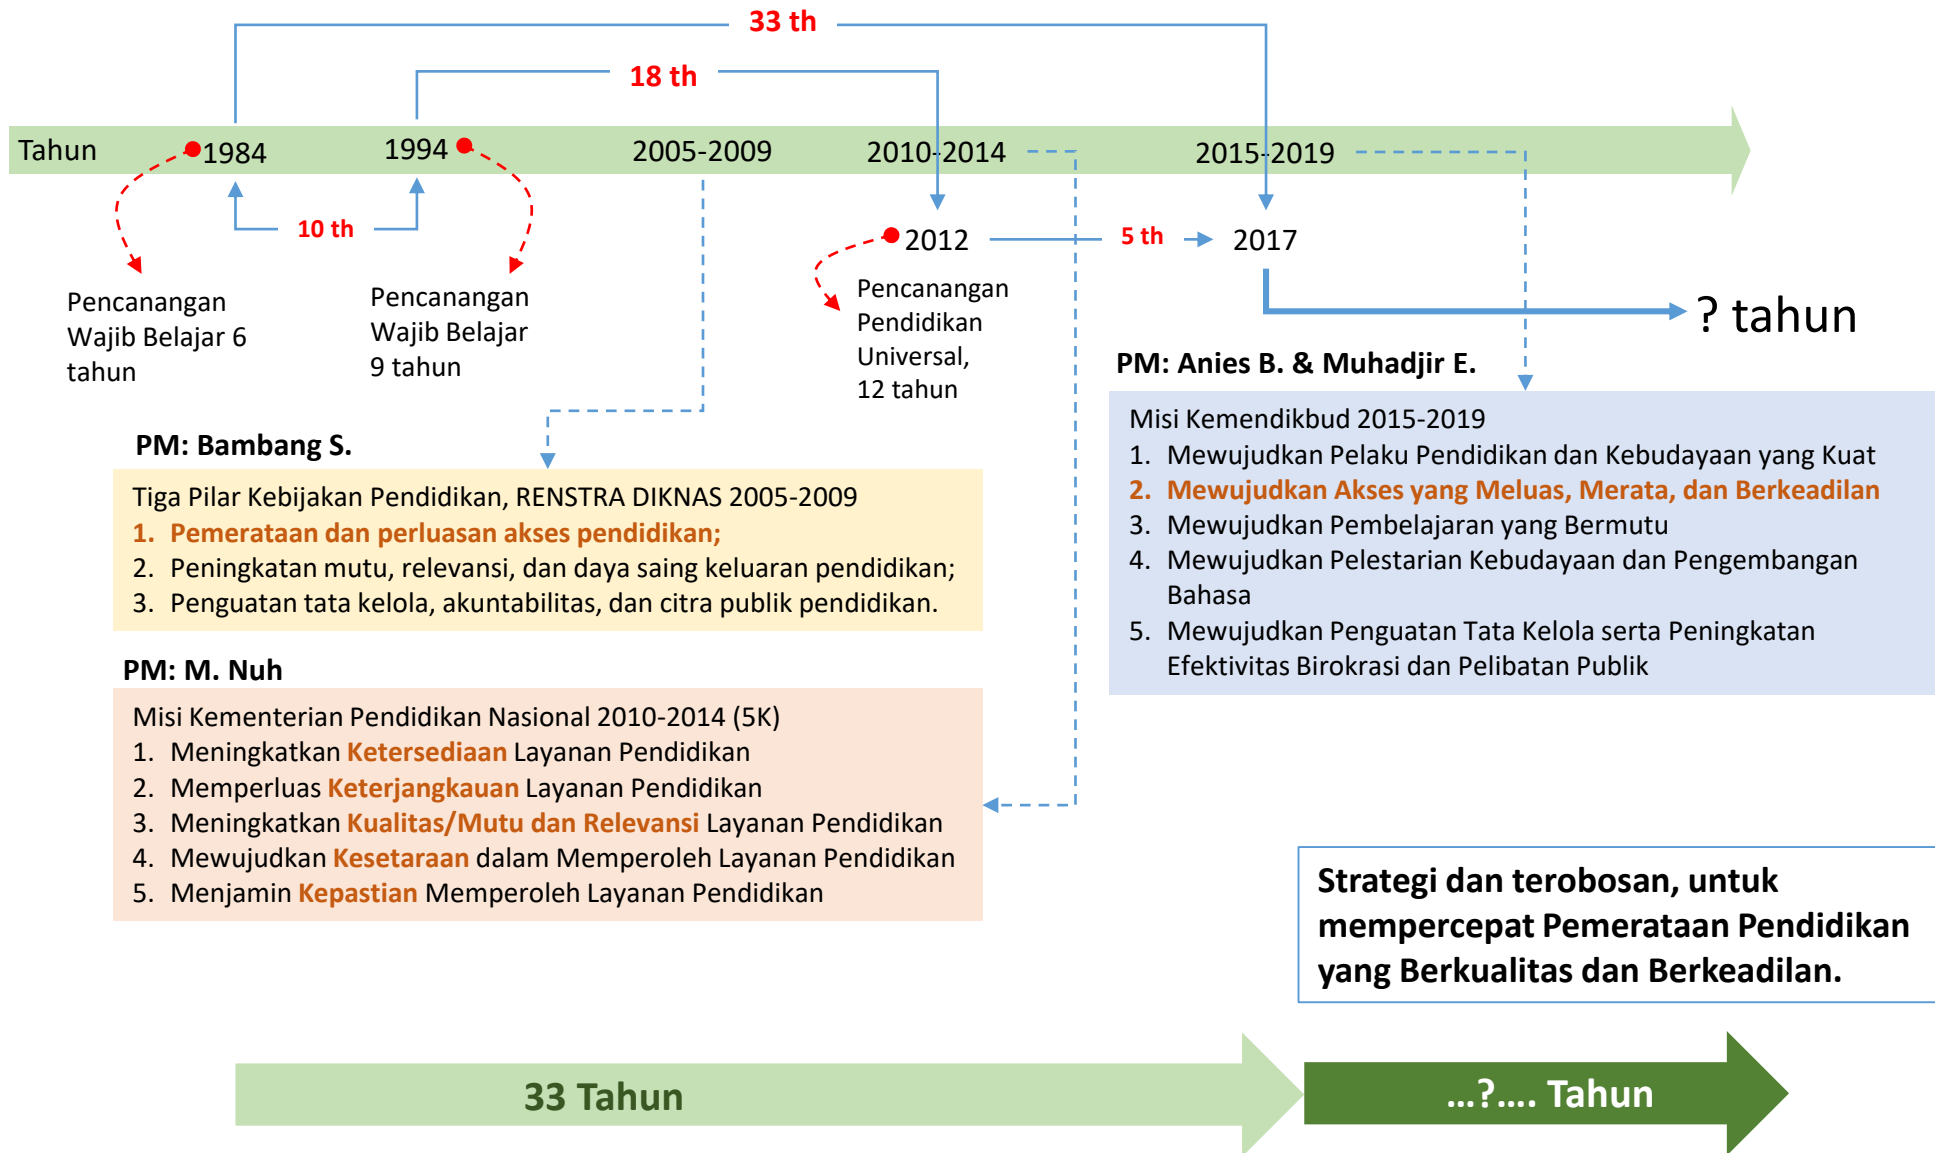 33 th
18 th
Tahun
1984
1994
2005-2009
2010-2014
2015-2019
10 th
2012
5 th
2017
Pencanangan
Wajib Belajar 6
tahun
Pencanangan
Wajib Belajar
9 tahun
Pencanangan
Pendidikan
Universal,
12 tahun
? tahun
PM: Bambang S.
Tiga Pilar Kebijakan Pendidikan, RENSTRA DIKNAS 2005-2009
1. Pemerataan dan perluasan akses pendidikan;
2. Peningkatan mutu, relevansi, dan daya saing keluaran pendidikan;
3. Penguatan tata kelola, akuntabilitas, dan citra publik pendidikan.
PM: M. Nuh
Misi Kementerian Pendidikan Nasional 2010-2014 (5K)
1. Meningkatkan Ketersediaan Layanan Pendidikan
2. Memperluas Keterjangkauan Layanan Pendidikan
3. Meningkatkan Kualitas/Mutu dan Relevansi Layanan Pendidikan
4. Mewujudkan Kesetaraan dalam Memperoleh Layanan Pendidikan
5. Menjamin Kepastian Memperoleh Layanan Pendidikan
PM: Anies B. & Muhadjir E.
Misi Kemendikbud 2015-2019
1. Mewujudkan Pelaku Pendidikan dan Kebudayaan yang Kuat
2. Mewujudkan Akses yang Meluas, Merata, dan Berkeadilan
3. Mewujudkan Pembelajaran yang Bermutu
4. Mewujudkan Pelestarian Kebudayaan dan Pengembangan
Bahasa
5. Mewujudkan Penguatan Tata Kelola serta Peningkatan
Efektivitas Birokrasi dan Pelibatan Publik
Strategi dan terobosan, untuk
mempercepat Pemerataan Pendidikan
yang Berkualitas dan Berkeadilan.
33 Tahun
...?.... Tahun